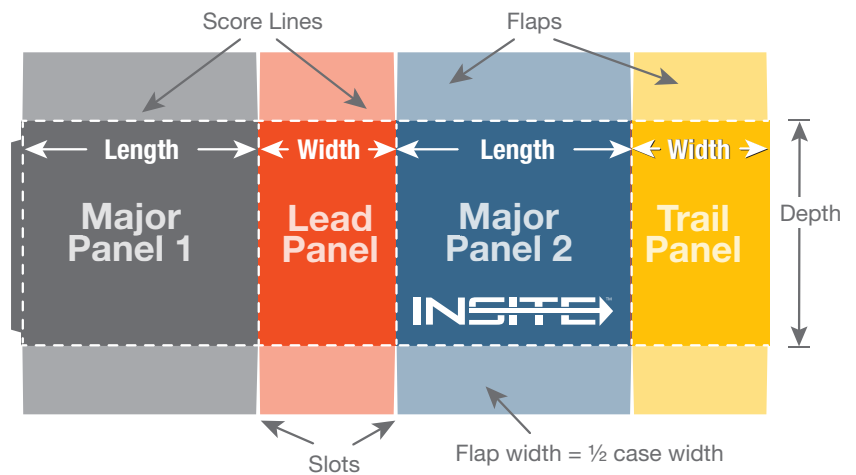 Score Lines
Flaps
Length
Width
Length
Width
Major
Panel 1
Lead
Panel
Major
Panel 2
Trail
Panel
Depth
INSITE™
Flap width = ½ case width
Slots